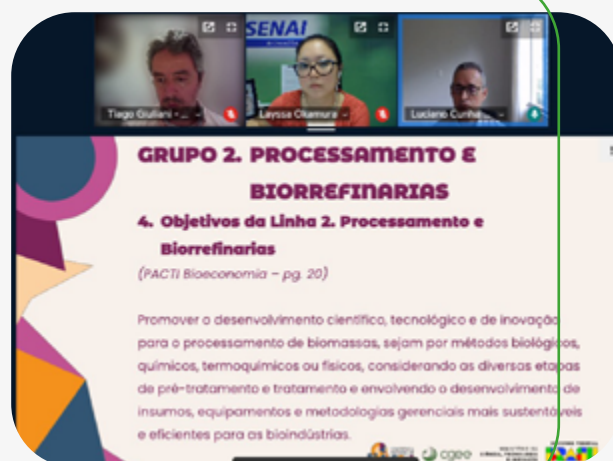 SENAI
Tiago Giuliani -...
Layssa Okamura
Luciano Cunha...
GRUPO 2. PROCESSAMENTO E
BIORREFINARIAS
4. Objetivos da Linha 2. Processamento e
Biorrefinarias
(PACTI Bioeconomia – pg. 20)
Promover o desenvolvimento científico, tecnológico e de inovação
para o processamento de biomassas, sejam por métodos biológicos,
químicos, termoquímicos ou físicos, considerando as diversas etapas
de pré-tratamento e tratamento e envolvendo o desenvolvimento de
insumos, equipamentos e metodologias gerenciais mais sustentáveis
e eficientes para as bioindústrias.
cgee